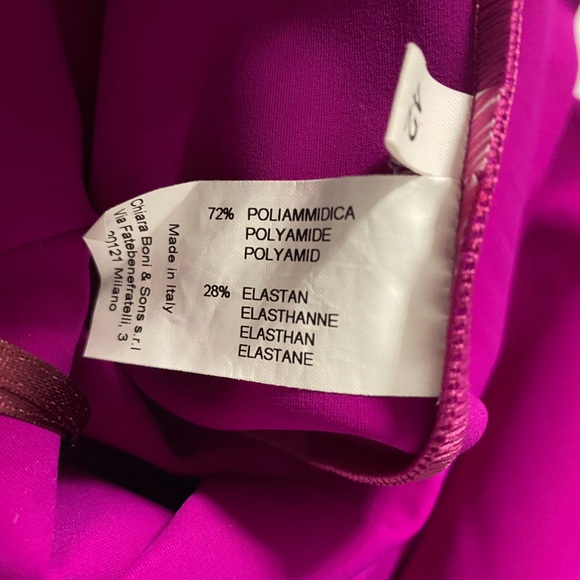 72% POLIAMMIDICA
POLYAMIDE
POLYAMID
28% ELASTAN
ELASTHANNE
ELASTHAN
ELASTANE
Made in Italy
Chiara Boni & Sons s.r.l
Via Fatebenefratelli, 3
20121 Milano
42